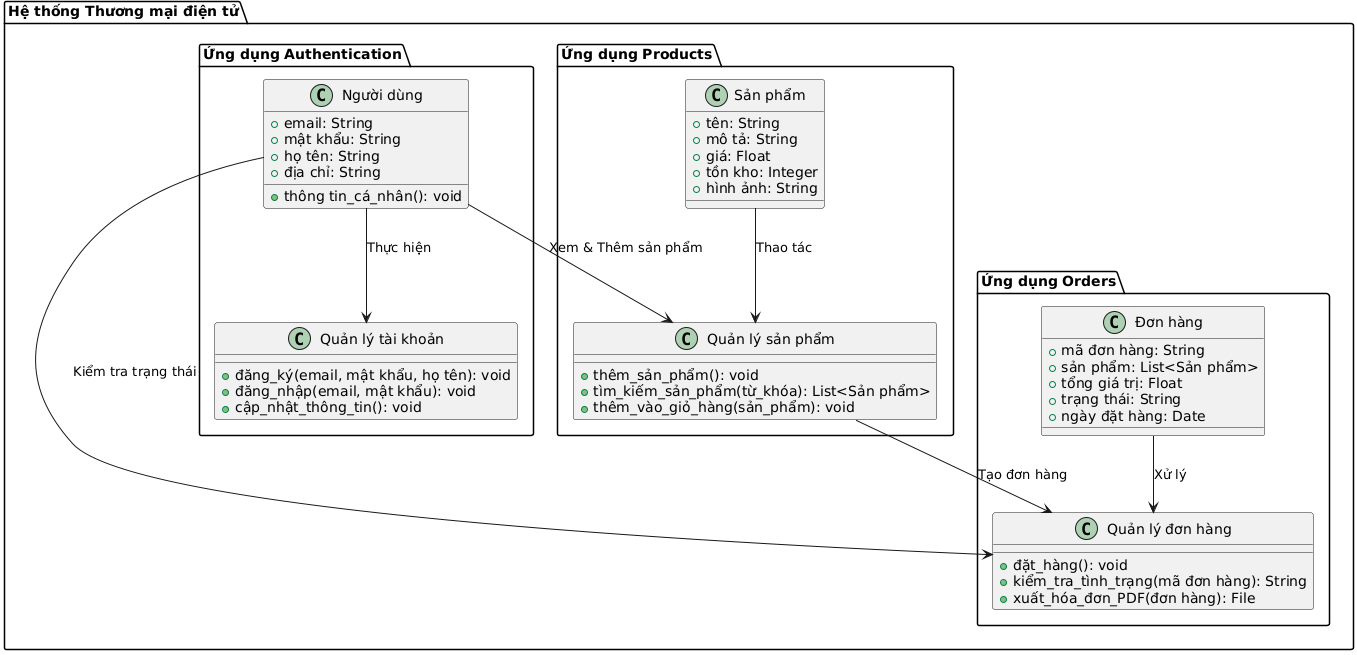 Hệ thống Thương mại điện tử
Ứng dụng Authentication
C Người dùng
email: String
mật khẩu: String
họ tên: String
địa chỉ: String
thông tin_cá_nhân(): void
Thực hiện
Xem & Thêm sản phẩm
Kiểm tra trạng thái
C Quản lý tài khoản
đăng_ký(email, mật khẩu, họ tên): void
đăng_nhập(email, mật khẩu): void
cập_nhật_thông_tin(): void
Ứng dụng Products
C Sản phẩm
tên: String
mô tả: String
giá: Float
tồn kho: Integer
hình ảnh: String
Thao tác
C Quản lý sản phẩm
thêm_sản_phẩm(): void
tìm_kiếm_sản_phẩm(từ_khóa): List<Sản phẩm>
thêm_vào_giỏ_hàng(sản_phẩm): void
Tạo đơn hàng
Ứng dụng Orders
C Đơn hàng
mã đơn hàng: String
sản phẩm: List<Sản phẩm>
tổng giá trị: Float
trạng thái: String
ngày đặt hàng: Date
Xử lý
C Quản lý đơn hàng
đặt_hàng(): void
kiểm_tra_tình_trạng(mã đơn hàng): String
xuất_hóa_đơn_PDF(đơn hàng): File